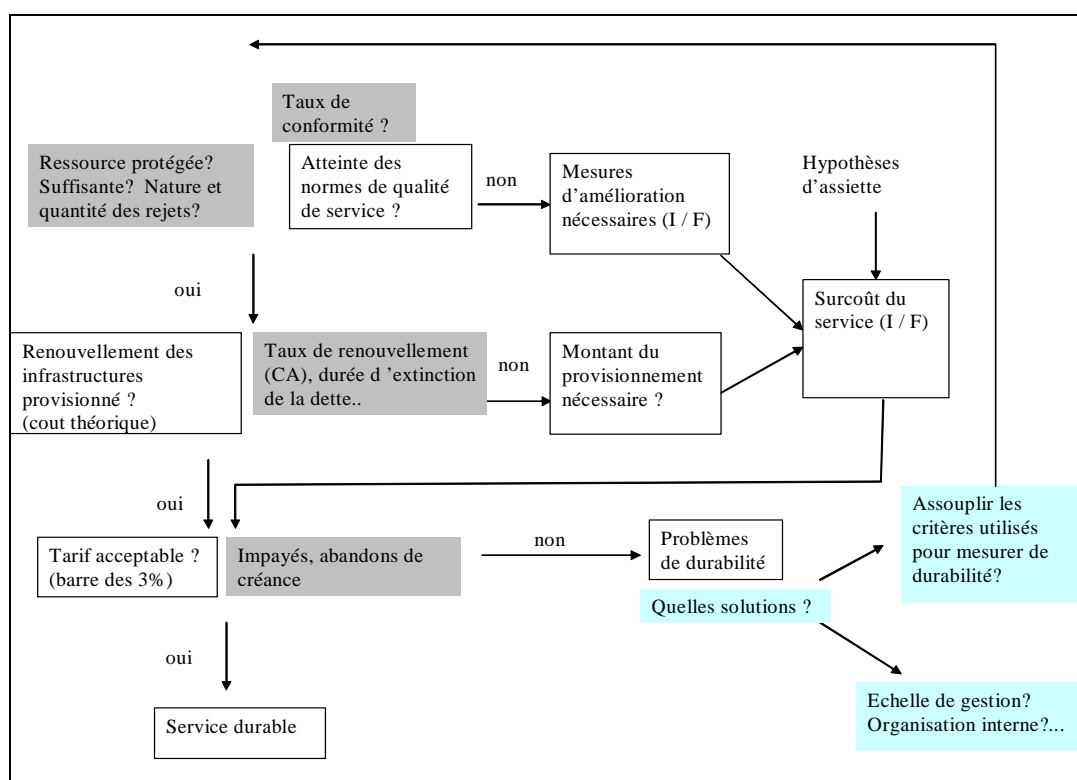 Taux de
conformité ?
Ressource protégée?
Suffisante? Nature et
quantité des rejets?
Atteinte des
normes de qualité
de service ?
non
Mesures
d’amélioration
nécessaires (I / F)
Hypothèses
d’assiette
oui
Surcoût du
service (I / F)
Renouvellement des
infrastructures
provisionné ?
(cout théorique)
Taux de renouvellement
(CA), durée d ’extinction
de la dette..
non
Montant du
provisionnement
nécessaire ?
oui
Tarif acceptable ?
(barre des 3%)
Impayés, abandons de
créance
non
Problèmes
de durabilité
Quelles solutions ?
Assouplir les
critères utilisés
pour mesurer de
durabilité?
oui
Service durable
Echelle de gestion?
Organisation interne?...